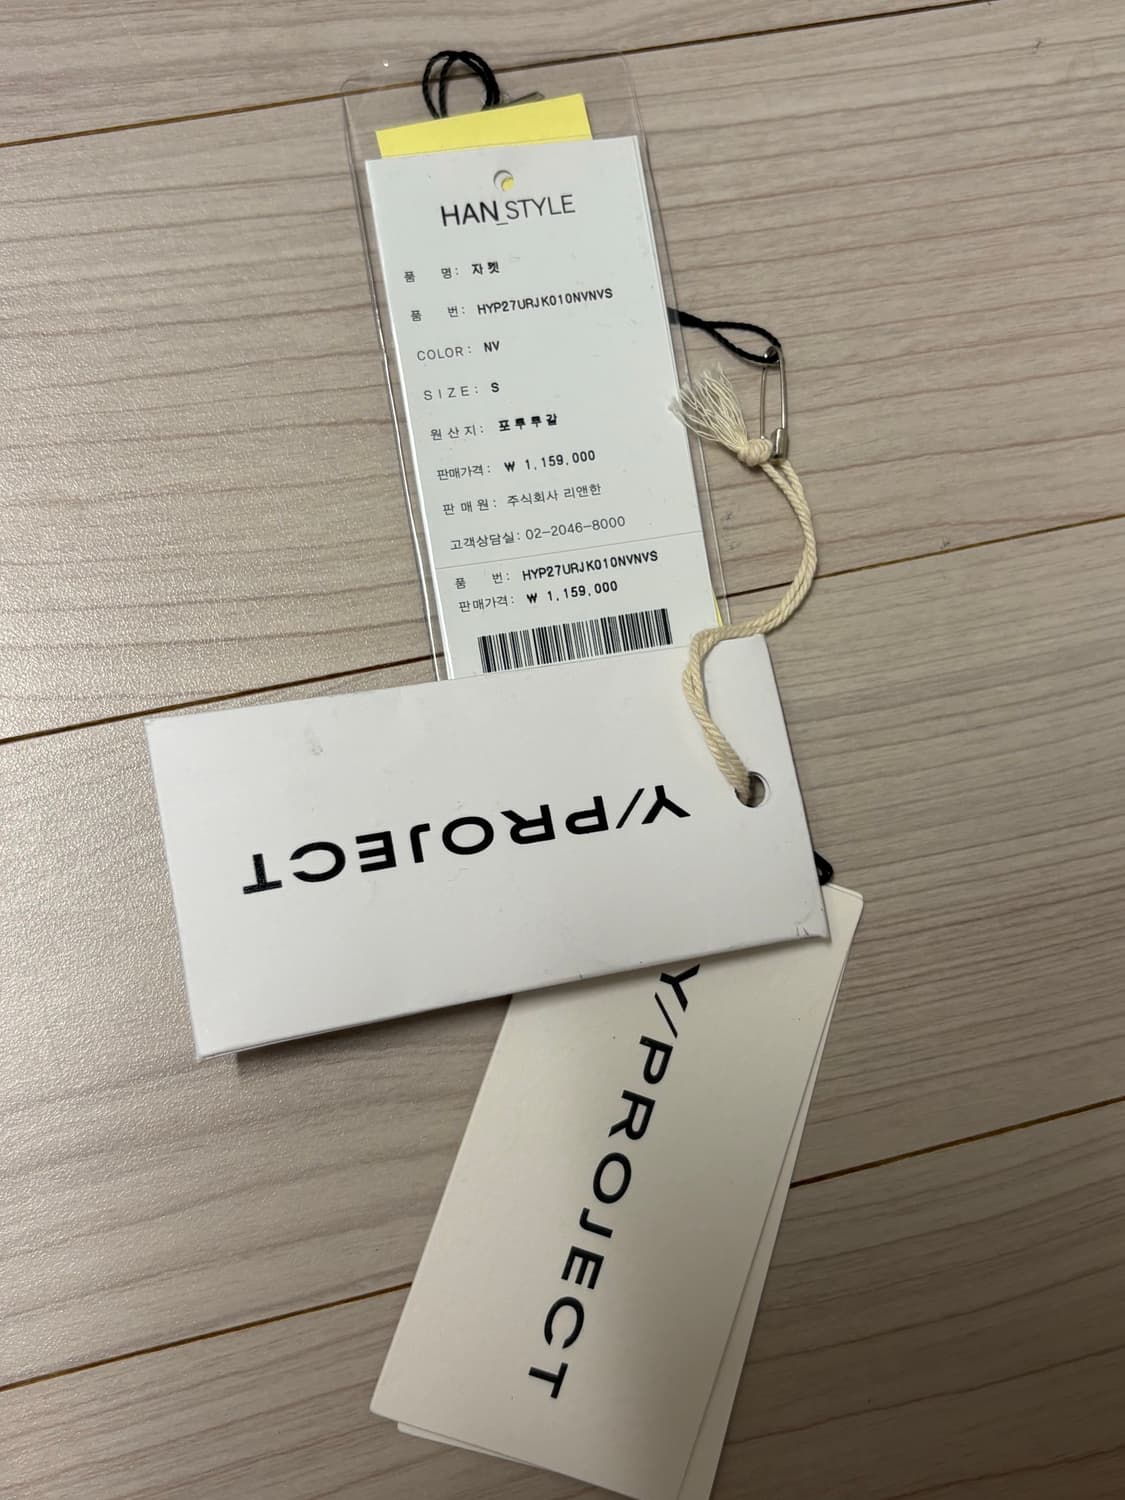 HAN_STYLE
품 명: 자켓
품 번: HYP27URJK010NVNVS
COLOR: NV
SIZE: S
원산지: 포루투갈
판매가격: ₩ 1,159,000
판매원: 주식회사 리앤한
고객상담실: 02-2046-8000
품 번: HYP27URJK010NVNVS
판매가격: ₩ 1,159,000
Y/PROJECT
Y/PROJECT